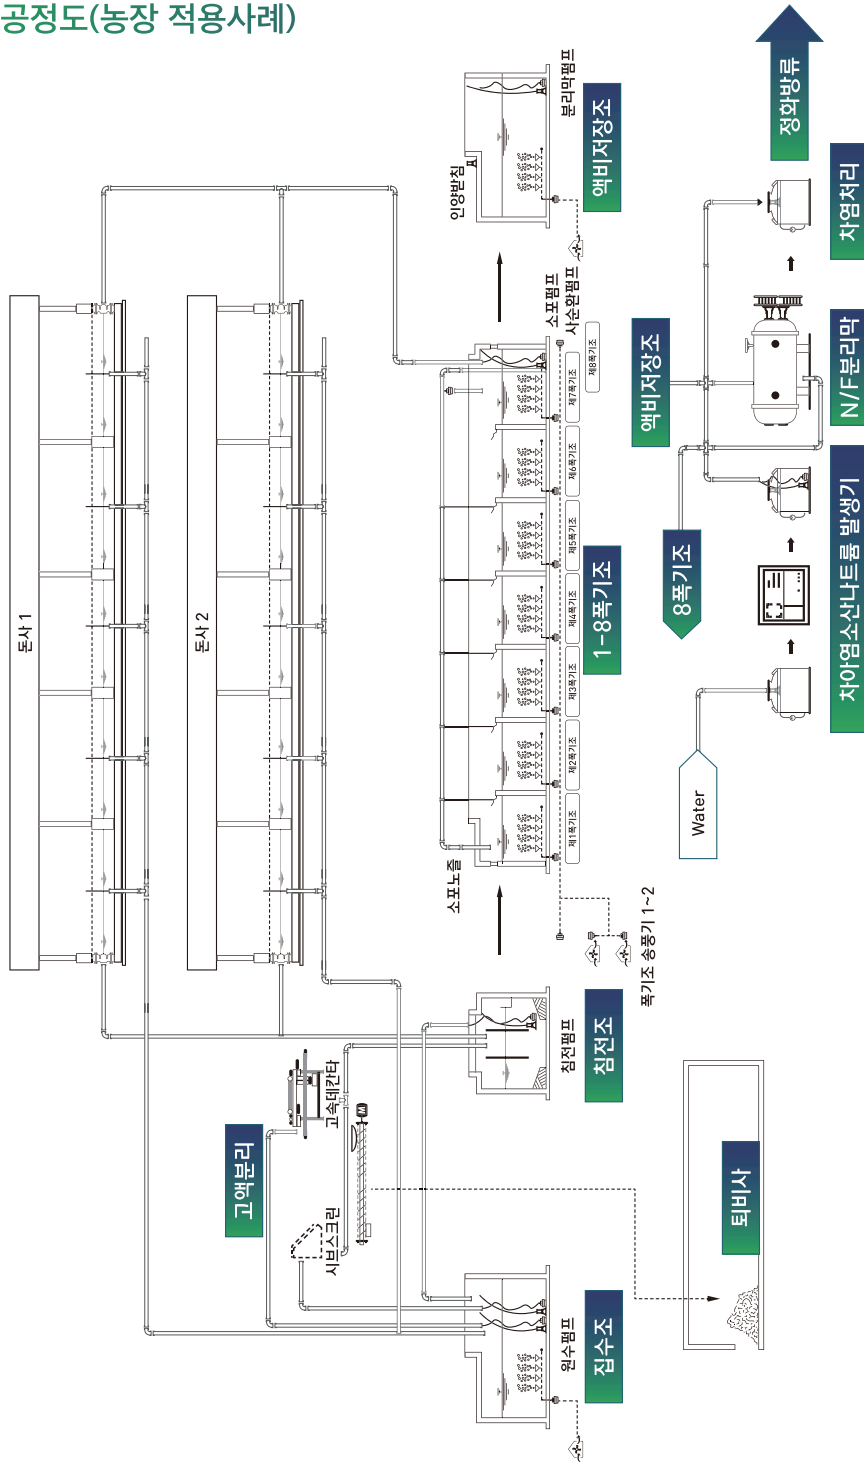 공정도(농장 적용사례)
돈사 1
돈사 2
고액분리
고속데칸타
시브스크린
M
원수펌프
집수조
퇴비사
침전펌프
침전조
소포노즐
폭기조 송풍기 1~2
제1폭기조
제2폭기조
제3폭기조
제4폭기조
제5폭기조
제6폭기조
제7폭기조
제8폭기조
1-8폭기조
소포펌프
사순환펌프
인양받침
분리막펌프
액비저장조
Water
8폭기조
액비저장조
차아염소산나트륨 발생기
N/F분리막
차염처리
정화방류